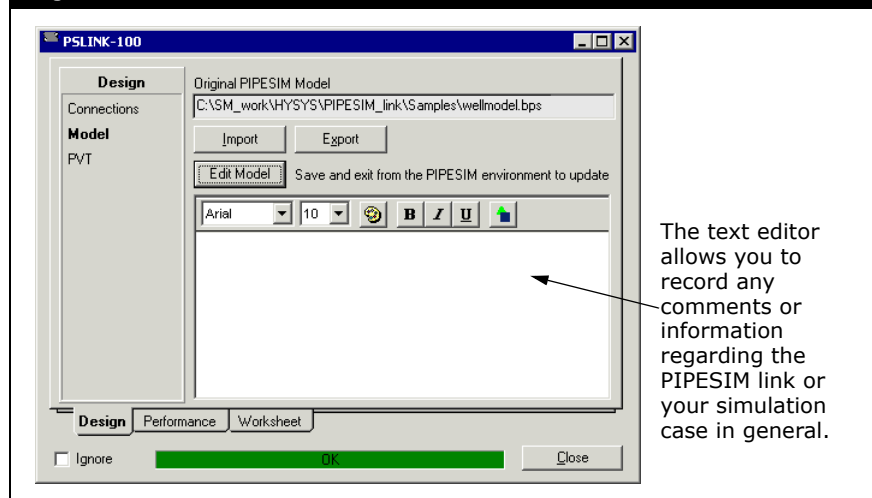 PSLINK-100
Design
Connections
Model
PVT
Original PIPESIM Model
C:\SM_work\HYSYS\PIPESIM_link\Samples\wellmodel.bps
Import
Export
Edit Model
Save and exit from the PIPESIM environment to update
Arial
10
B I U
The text editor
allows you to
record any
comments or
information
regarding the
PIPESIM link or
your simulation
case in general.
Design Performance Worksheet
Ignore
OK
Close